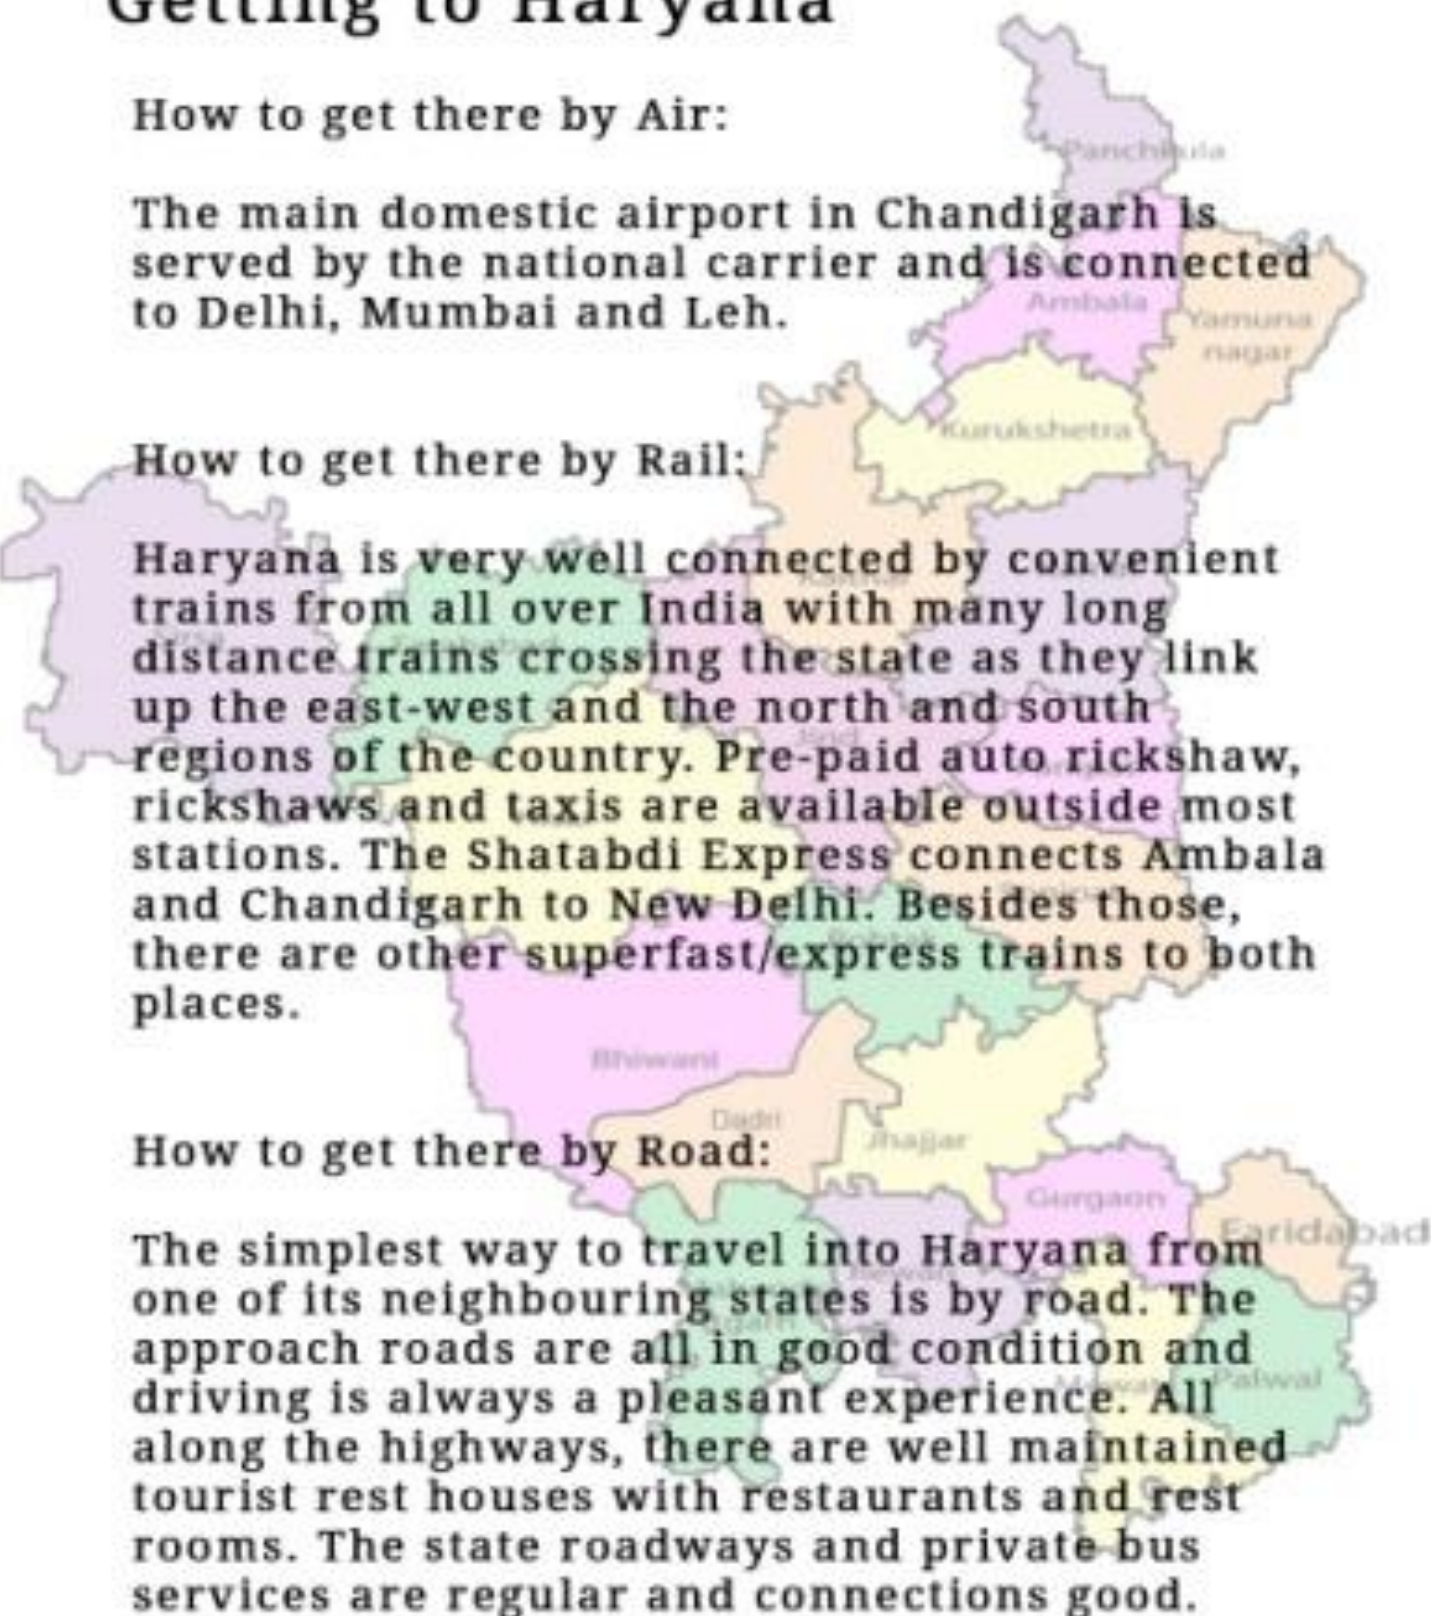 Getting to Haryana
How to get there by Air:
The main domestic airport in Chandigarh is
served by the national carrier and is connected
to Delhi, Mumbai and Leh.
How to get there by Rail:
Haryana is very well connected by convenient
trains from all over India with many long
distance trains crossing the state as they link
up the east-west and the north and south
regions of the country. Pre-paid auto rickshaw,
rickshaws and taxis are available outside most
stations. The Shatabdi Express connects Ambala
and Chandigarh to New Delhi. Besides those,
there are other superfast/express trains to both
places.
How to get there by Road:
The simplest way to travel into Haryana from
one of its neighbouring states is by road. The
approach roads are all in good condition and
driving is always a pleasant experience. All
along the highways, there are well maintained
tourist rest houses with restaurants and rest
rooms. The state roadways and private bus
services are regular and connections good.
Panchkula
Ambala
Yamuna
nagar
Kurukshetra
Jind
Bhiwani
Dadri
Jhajjar
Gurgaon
Faridabad
Palwal